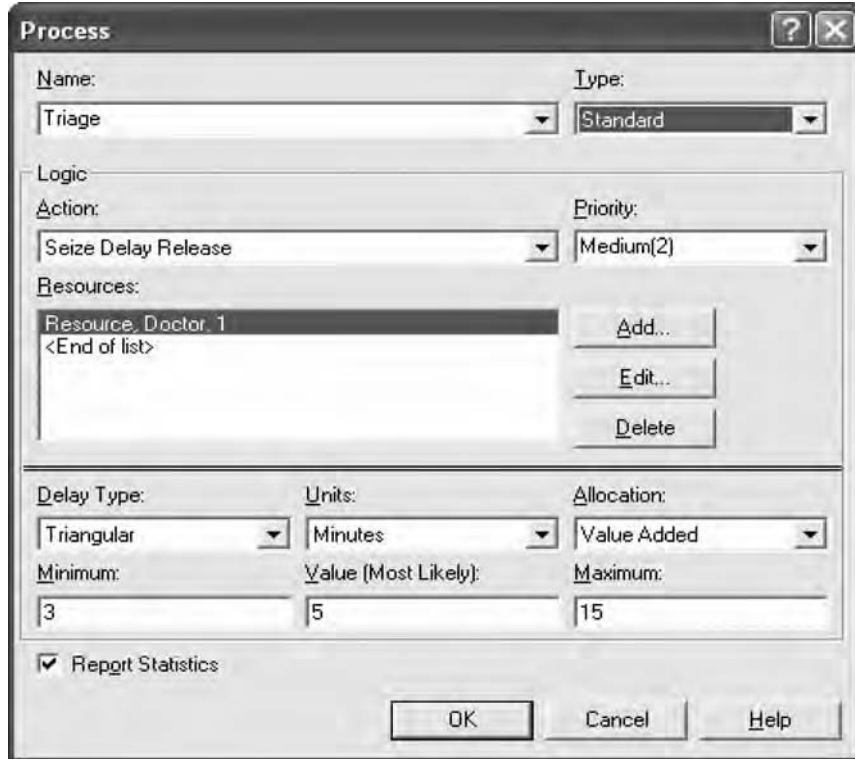 Process
Name: Type:
Triage Standard
Logic
Action: Priority:
Seize Delay Release Medium(2)
Resources:
Resource, Doctor, 1
<End of list>
Add...
Edit...
Delete
Delay Type: Units: Allocation:
Triangular Minutes Value Added
Minimum: Value (Most Likely): Maximum:
3 5 15
Report Statistics
OK Cancel Help